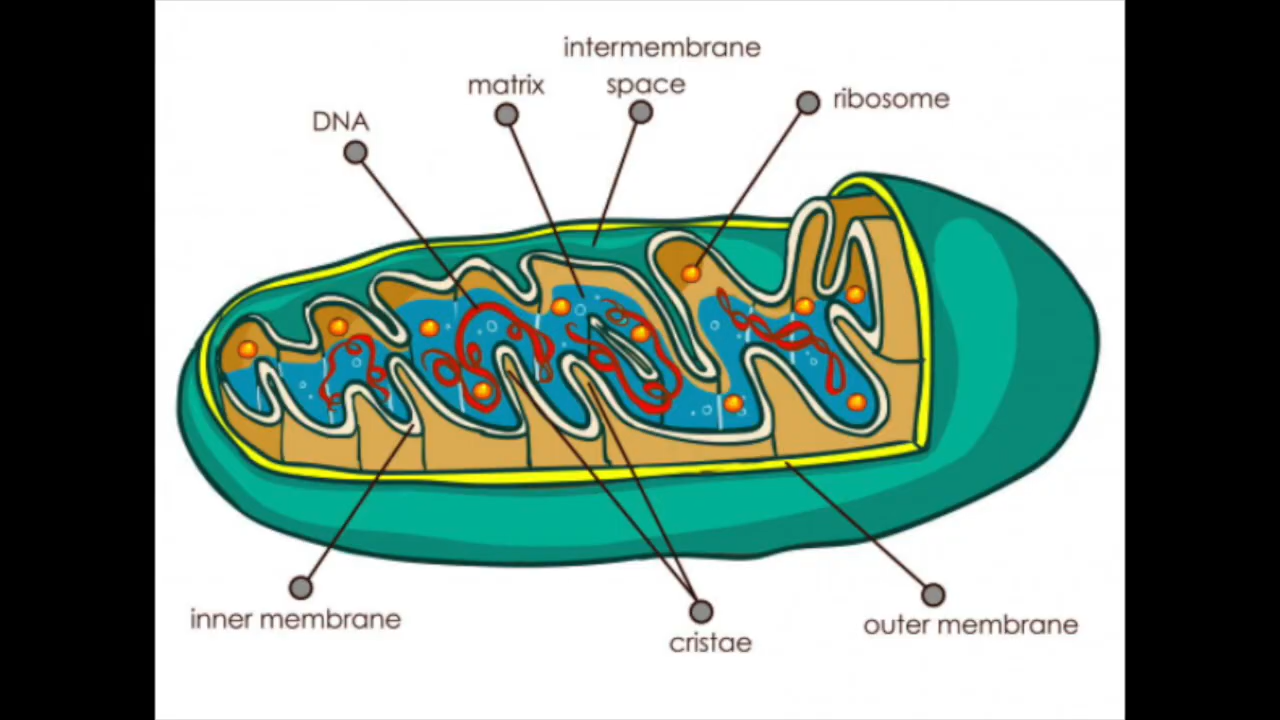 intermembrane
space
matrix
ribosome
DNA
inner membrane
cristae
outer membrane